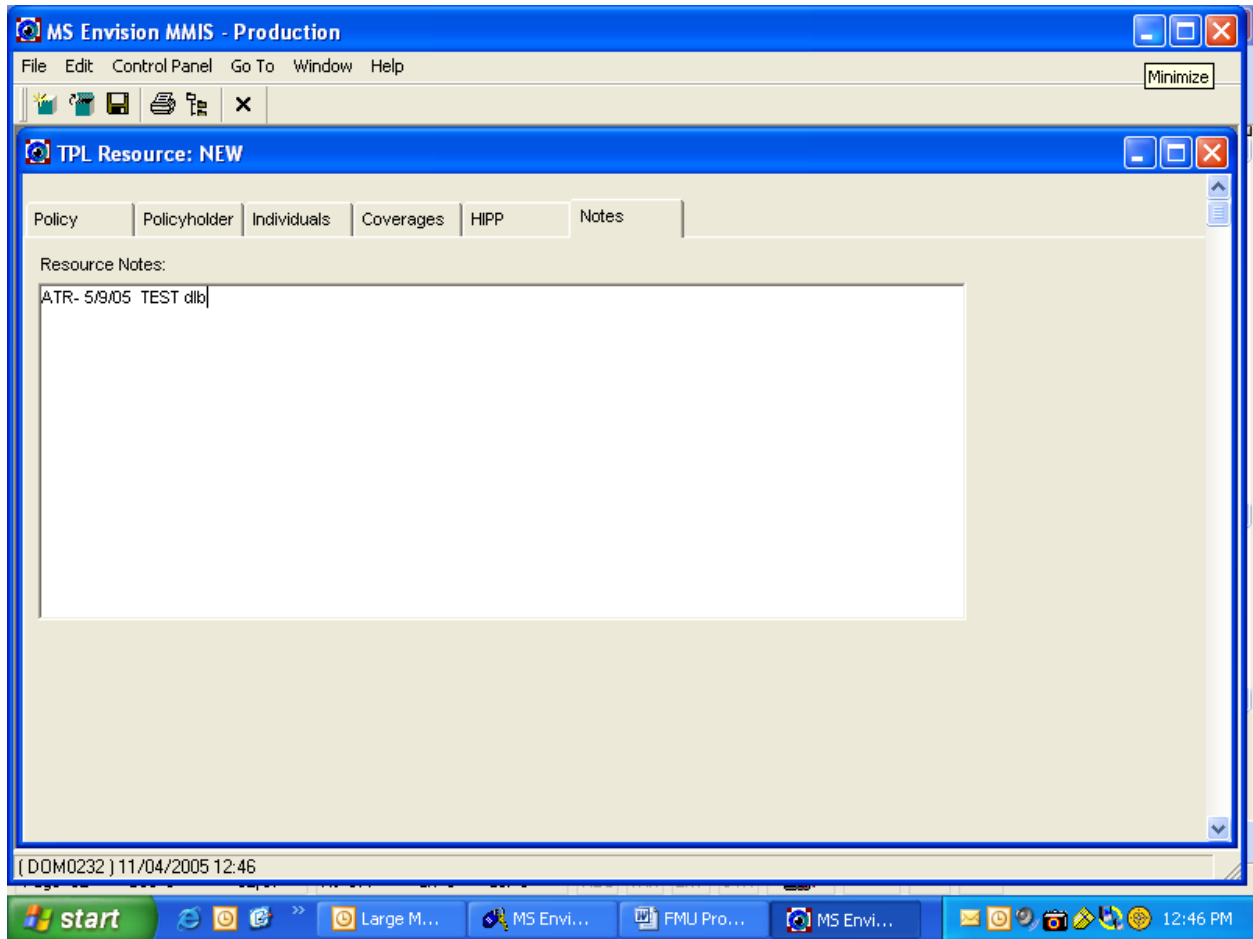 MS Envision MMIS - Production
File Edit Control Panel Go To Window Help
Minimize
TPL Resource: NEW
Policy Policyholder Individuals Coverages HIPP Notes
Resource Notes:
ATR- 5/9/05 TEST dlb
( DOM0232 ) 11/04/2005 12:46
start Large M... MS Envi... FMU Pro... MS Envi... 12:46 PM